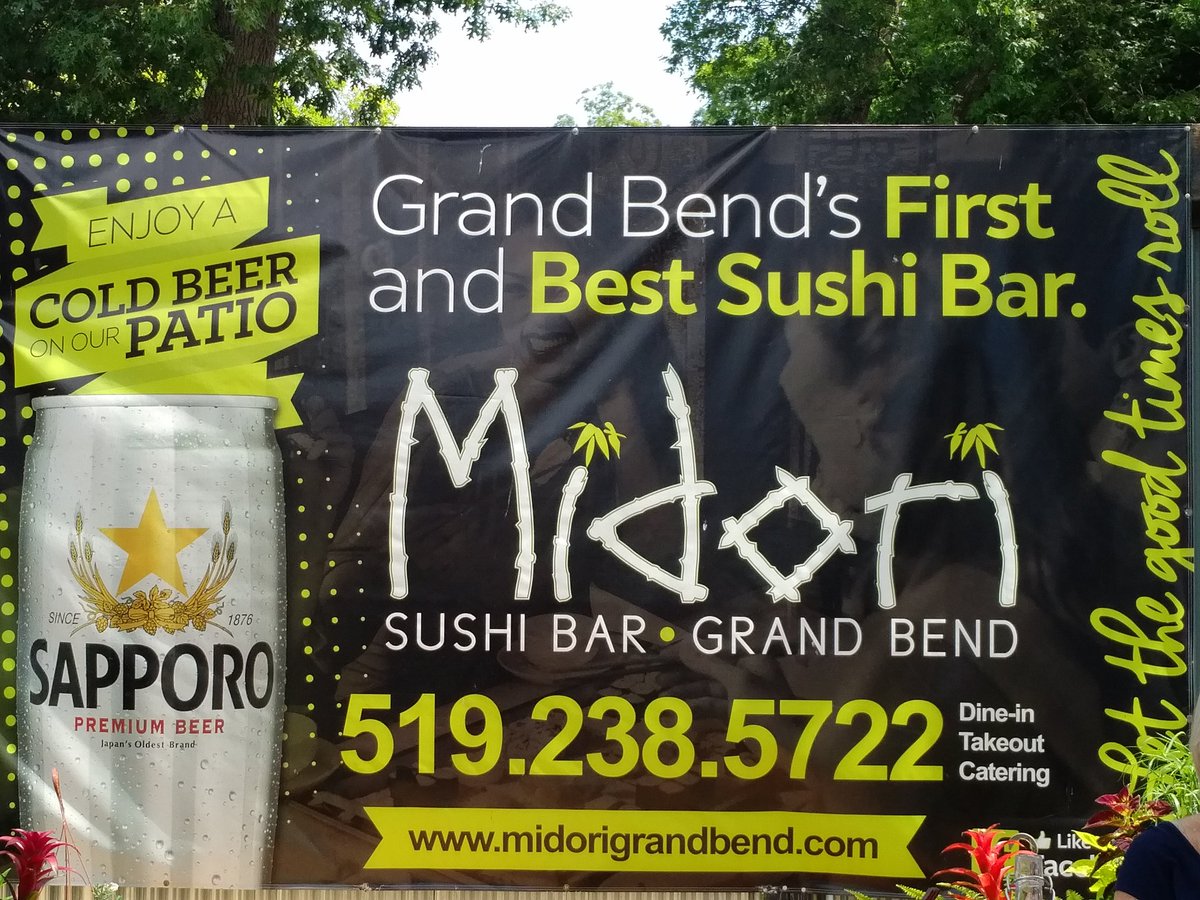 ENJOY A
COLD BEER
ON OUR PATIO
SINCE 1876
SAPPORO
PREMIUM BEER
Japan's Oldest Brand
Grand Bend's First
and Best Sushi Bar.
Midori
SUSHI BAR • GRAND BEND
519.238.5722
Dine-in
Takeout
Catering
www.midorigrandbend.com
let the good times roll
Like